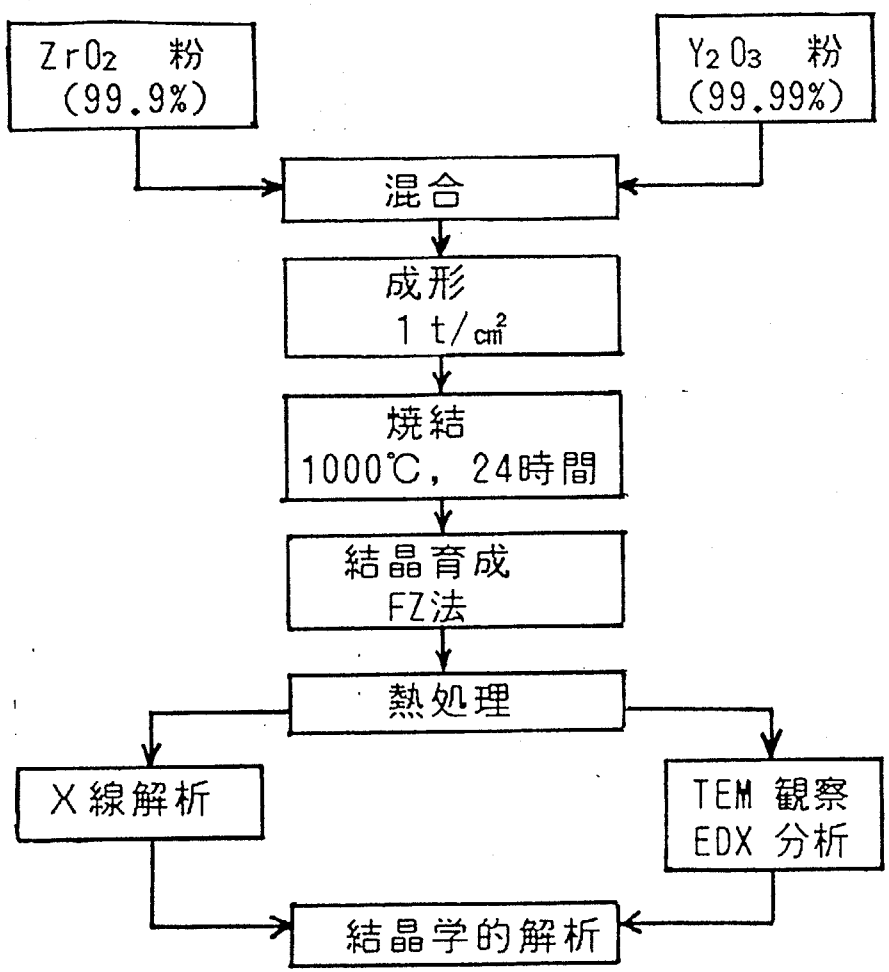 ZrO₂ 粉
(99.9%)
Y₂O₃ 粉
(99.99%)
混合
成形
1 t/㎠
焼結
1000℃, 24時間
結晶育成
FZ法
熱処理
X線解析
TEM 観察
EDX 分析
結晶学的解析